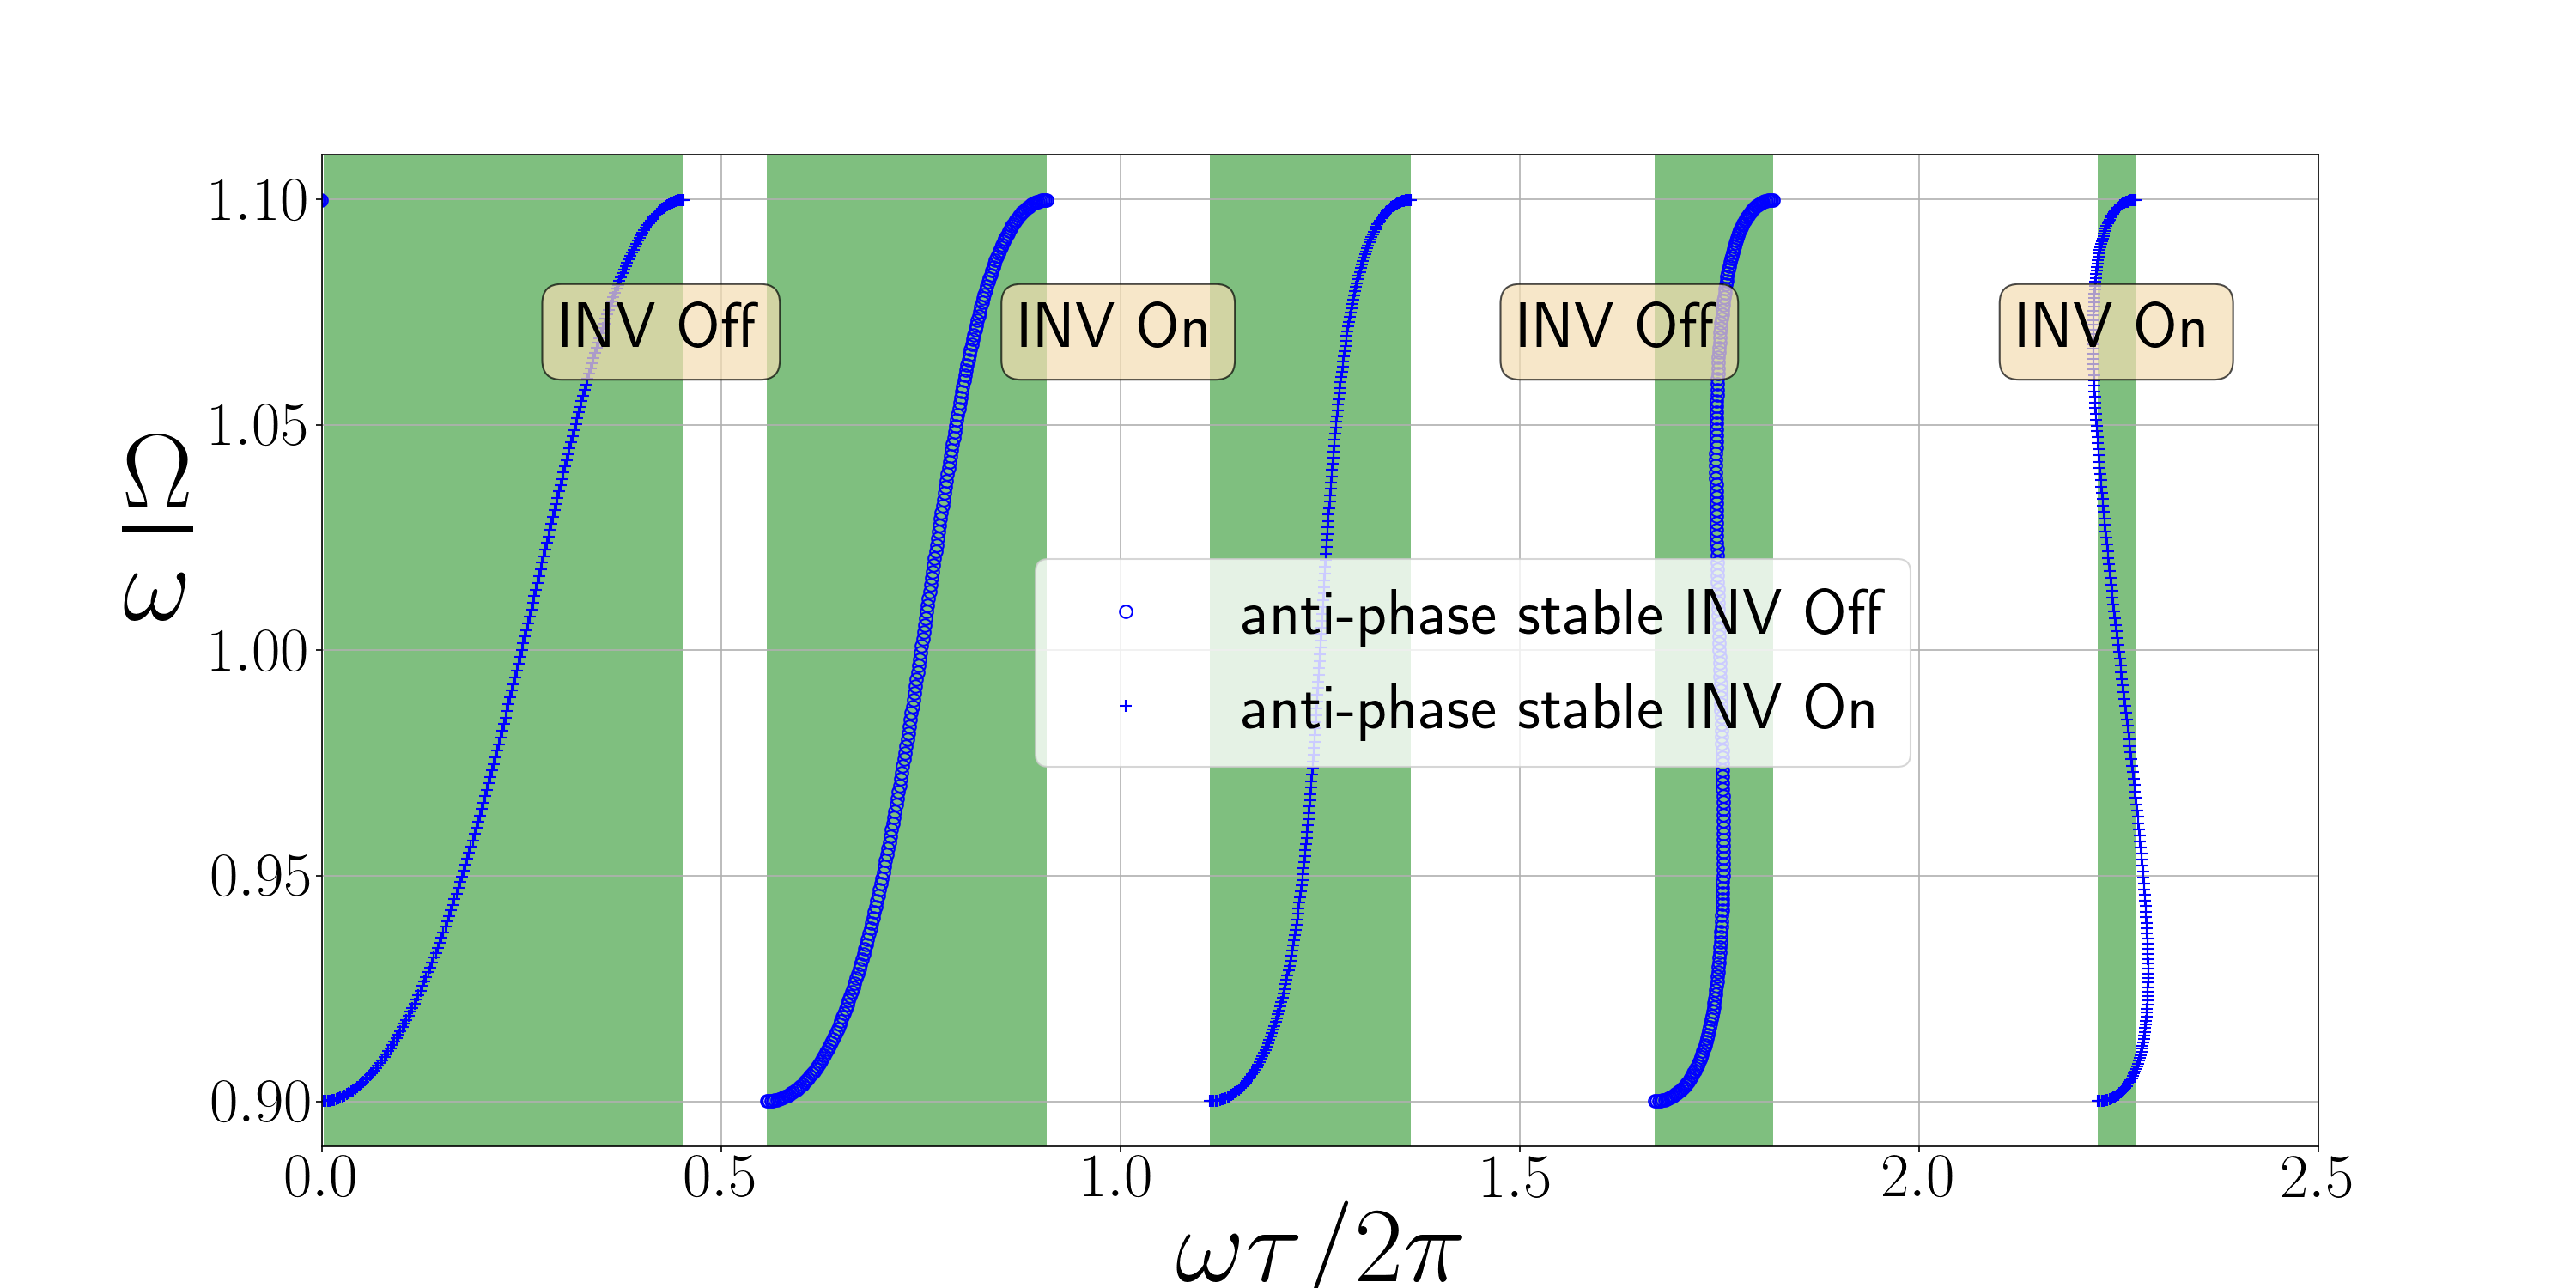 1.10
1.05
1.00
0.95
0.90
ω | Ω
INV Off
INV On
INV Off
INV On
anti-phase stable INV Off
anti-phase stable INV On
0.0
0.5
1.0
1.5
2.0
2.5
ωτ/2π